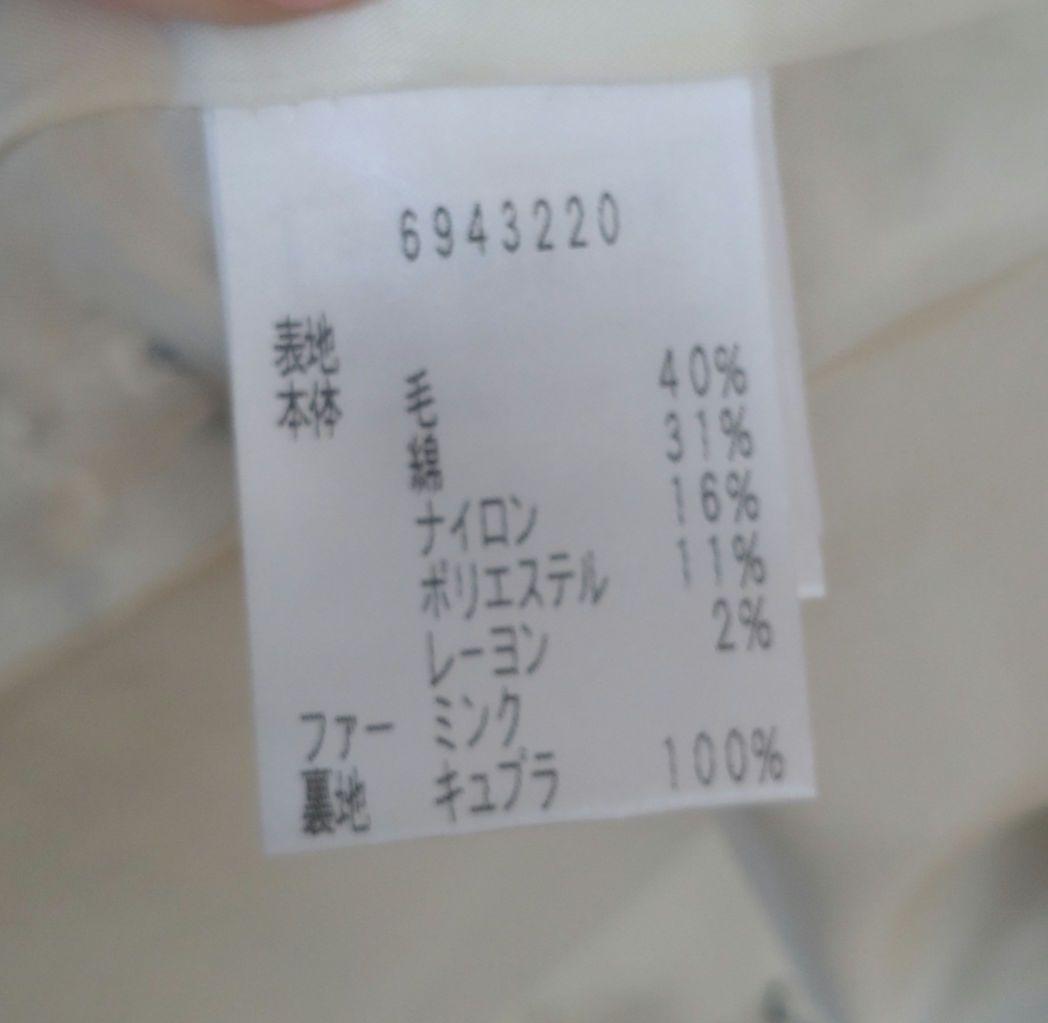 6943220
表地
本体 毛 40%
綿 31%
ナイロン 16%
ポリエステル 11%
レーヨン 2%
ファー ミンク
裏地 キュプラ 100%